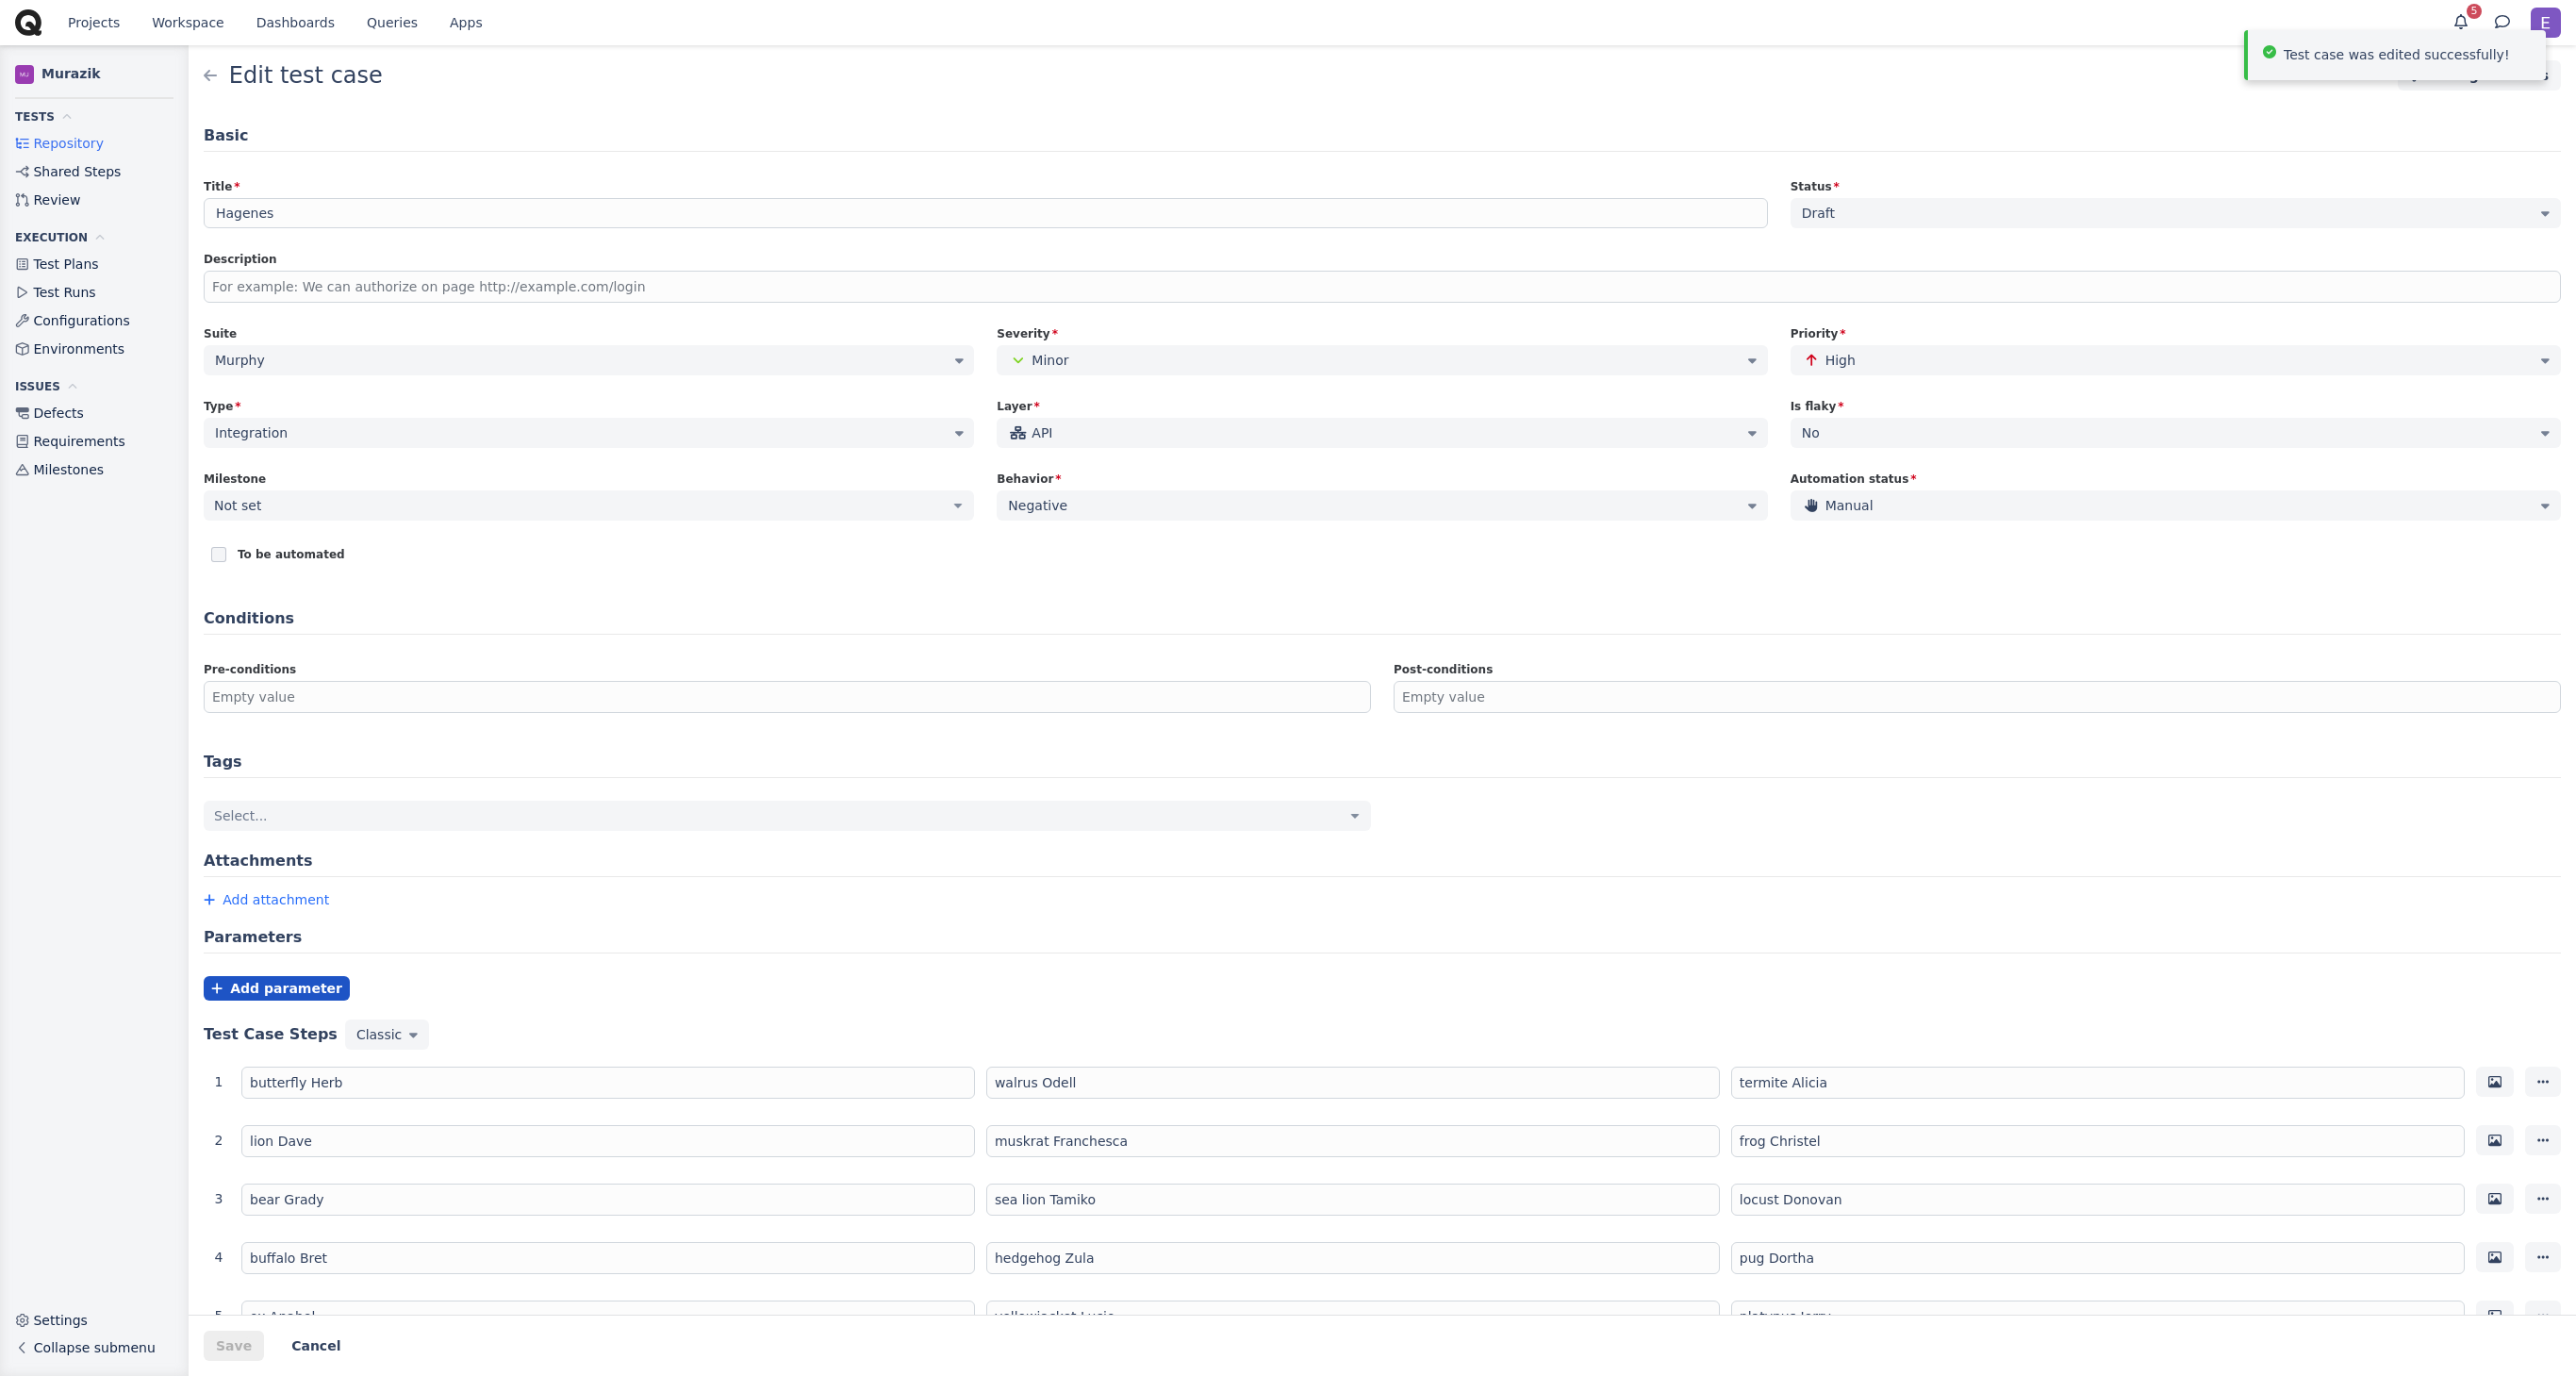 Projects Workspace Dashboards Queries Apps 5 E
Test case was edited successfully!
MU Murazik
TESTS
Repository
Shared Steps
Review
EXECUTION
Test Plans
Test Runs
Configurations
Environments
ISSUES
Defects
Requirements
Milestones
Settings
Collapse submenu
Edit test case
Basic
Title* Status*
Hagenes Draft
Description
For example: We can authorize on page http://example.com/login
Suite Severity* Priority*
Murphy Minor High
Type* Layer* Is flaky*
Integration API No
Milestone Behavior* Automation status*
Not set Negative Manual
To be automated
Conditions
Pre-conditions Post-conditions
Empty value Empty value
Tags
Select...
Attachments
Add attachment
Parameters
Add parameter
Test Case Steps Classic
1 butterfly Herb walrus Odell termite Alicia
2 lion Dave muskrat Franchesca frog Christel
3 bear Grady sea lion Tamiko locust Donovan
4 buffalo Bret hedgehog Zula pug Dortha
Save Cancel